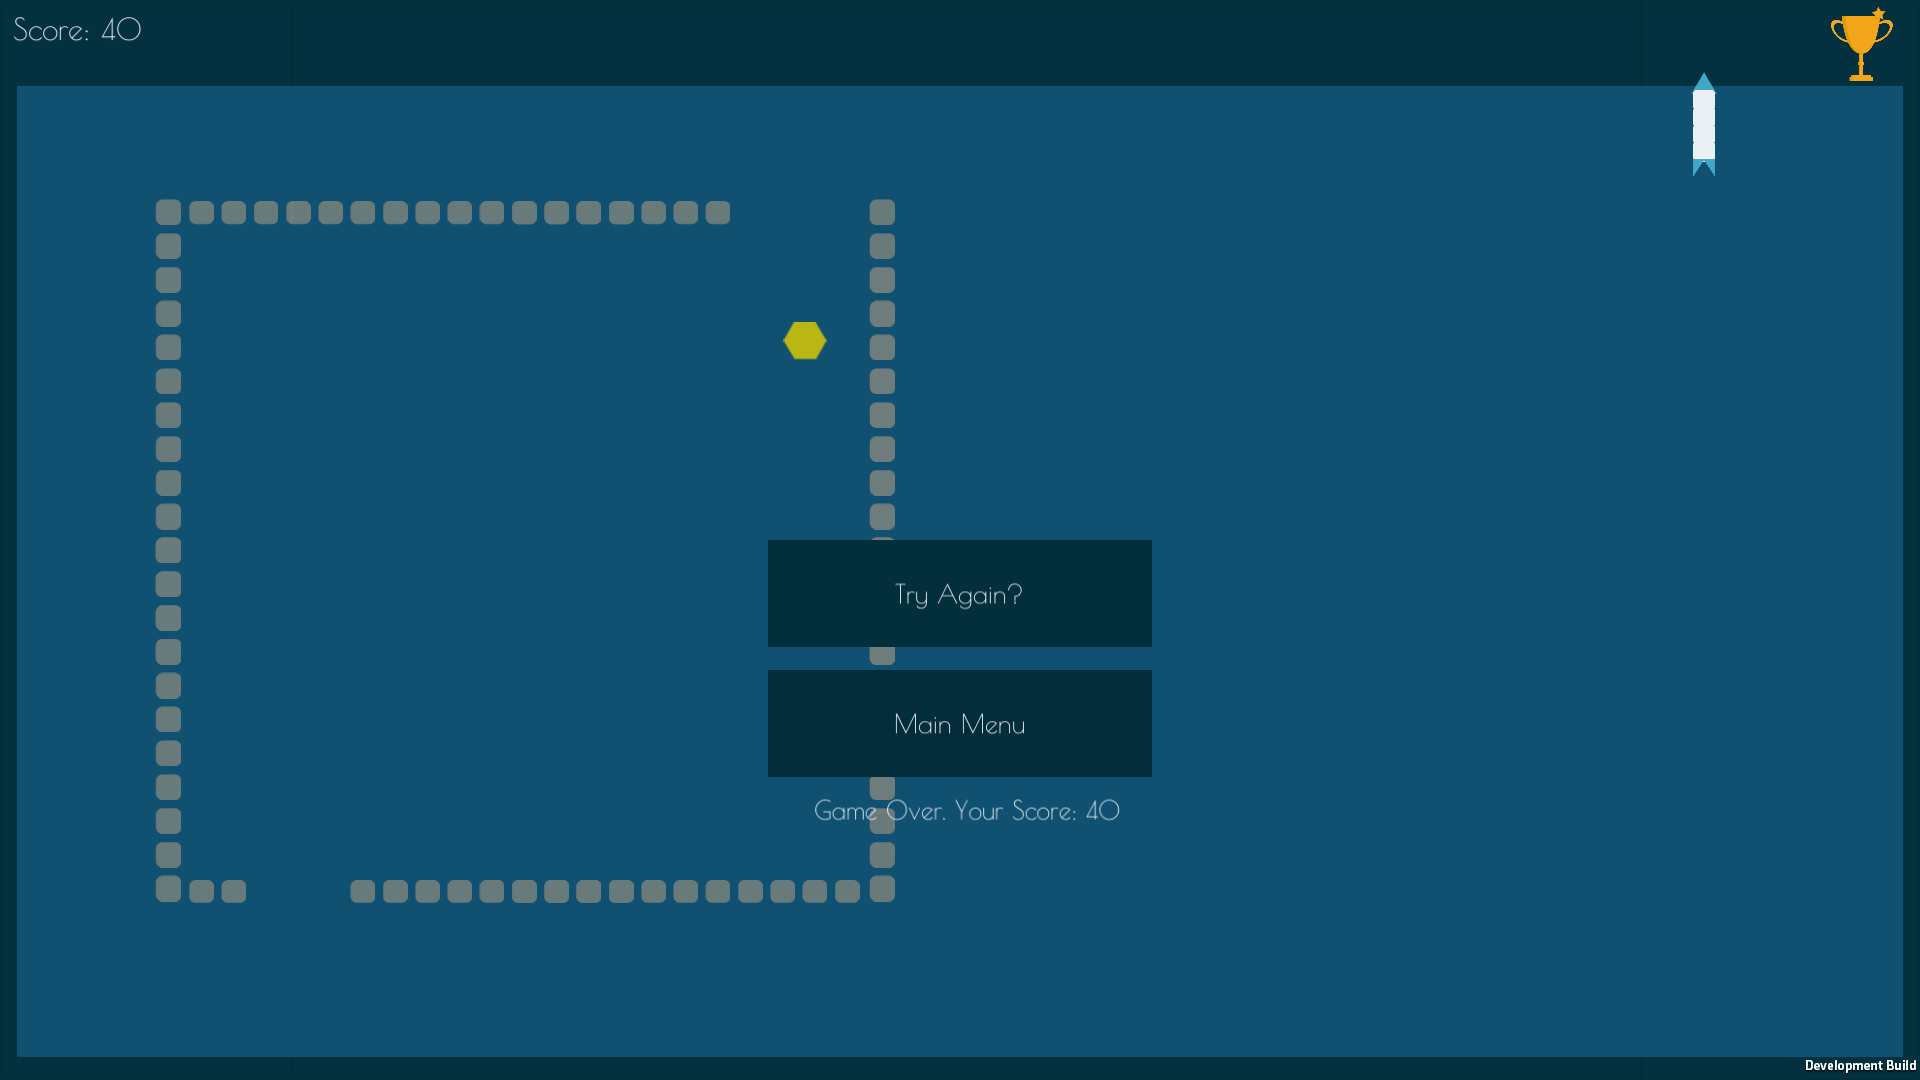 Score: 40
Try Again?
Main Menu
Game Over. Your Score: 40
Development Build